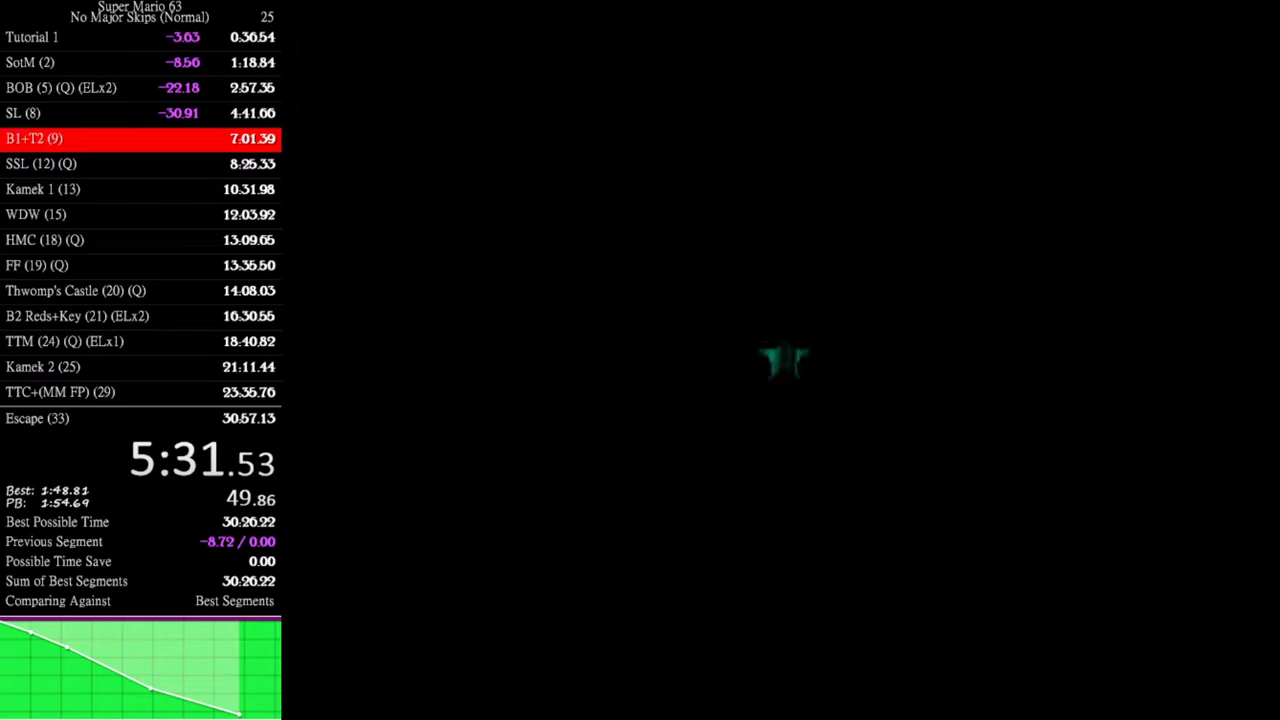 Super Mario 63
No Major Skips (Normal) 25
Tutorial 1 -3.63 0:36.54
SotM (2) -8.56 1:18.84
BOB (5) (Q) (ELx2) -22.18 2:57.35
SL (8) -30.91 4:41.66
B1+T2 (9) 7:01.39
SSL (12) (Q) 8:25.33
Kamek 1 (13) 10:31.98
WDW (15) 12:03.92
HMC (18) (Q) 13:09.65
FF (19) (Q) 13:35.50
Thwomp's Castle (20) (Q) 14:08.03
B2 Reds+Key (21) (ELx2) 16:30.55
TTM (24) (Q) (ELx1) 18:40.82
Kamek 2 (25) 21:11.44
TTC+(MM FP) (29) 23:35.76
Escape (33) 30:57.13
5:31.53
Best: 1:48.81
PB: 1:54.69 49.86
Best Possible Time 30:26.22
Previous Segment -8.72 / 0.00
Possible Time Save 0.00
Sum of Best Segments 30:26.22
Comparing Against Best Segments